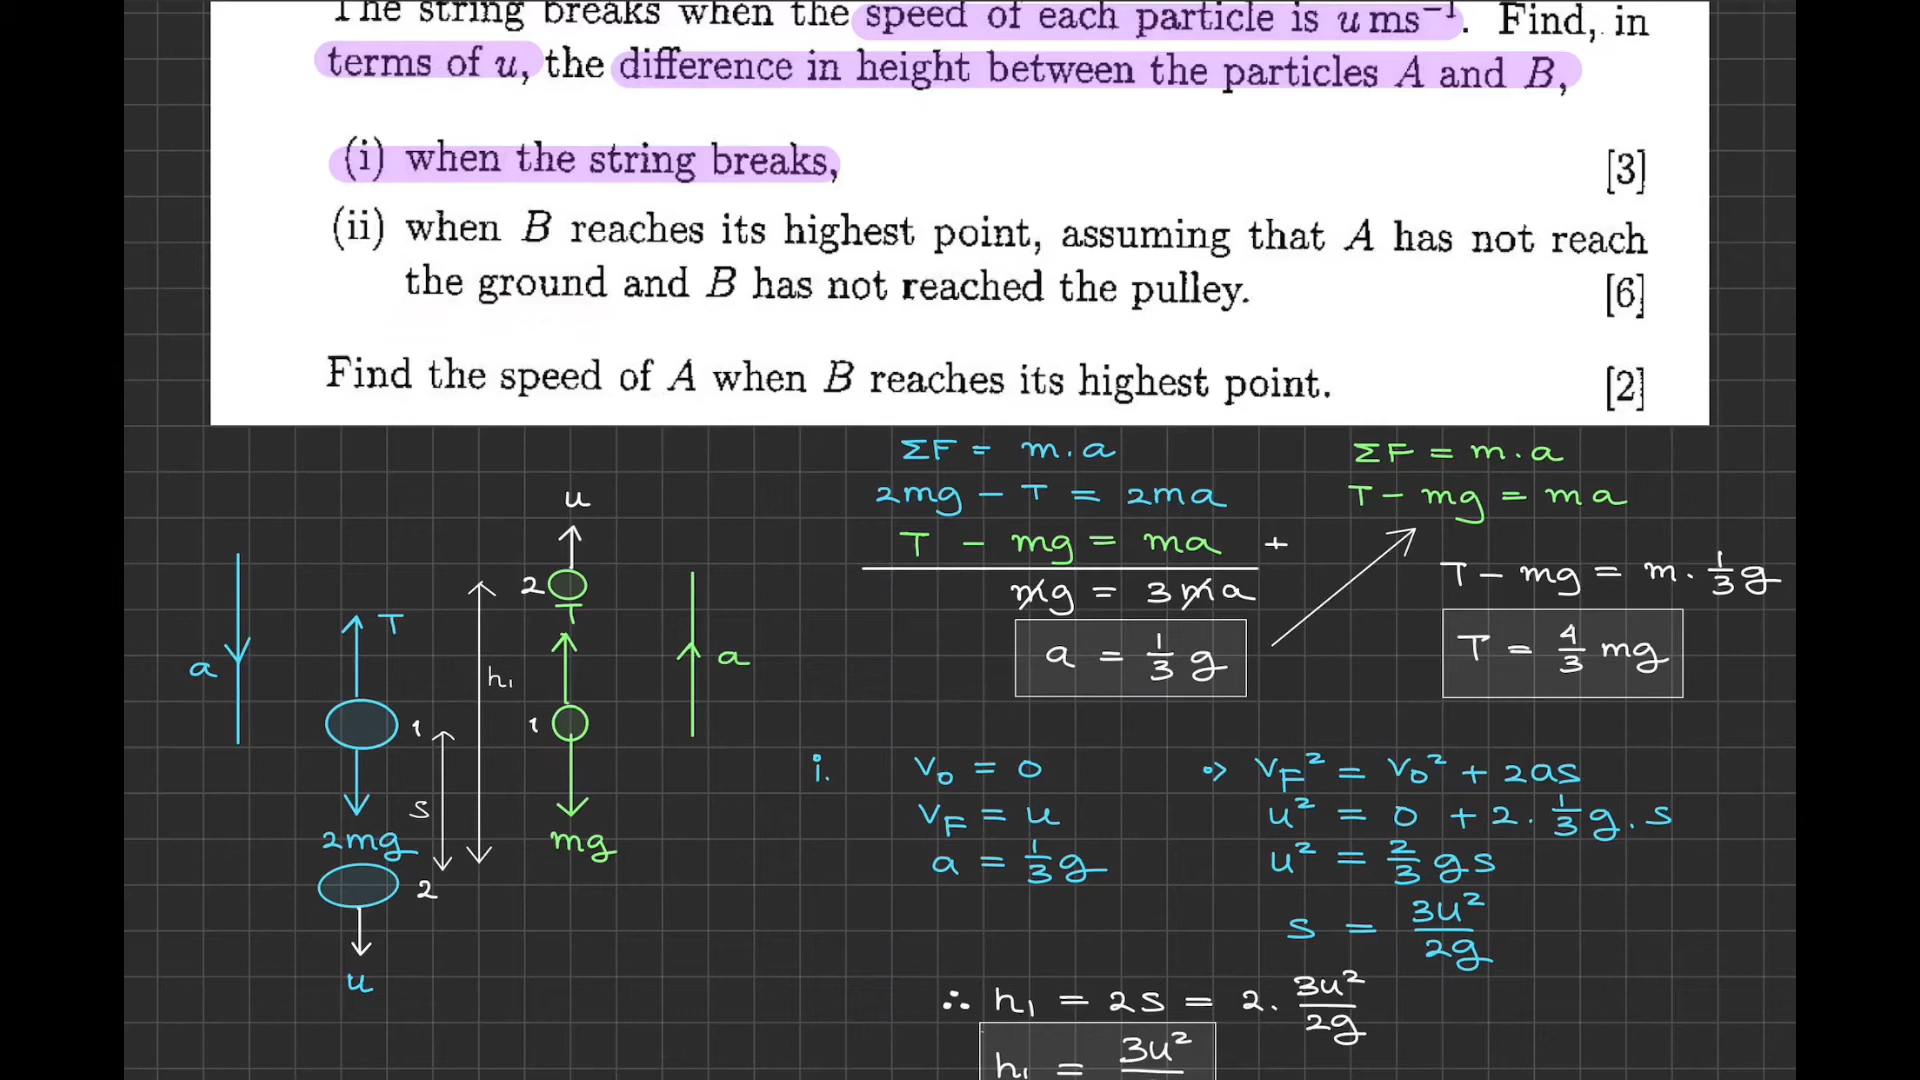 The string breaks when the speed of each particle is u ms⁻¹. Find, in
terms of u, the difference in height between the particles A and B,
(i) when the string breaks, [3]
(ii) when B reaches its highest point, assuming that A has not reach
the ground and B has not reached the pulley. [6]
Find the speed of A when B reaches its highest point. [2]
ΣF = m.a
2mg − T = 2ma
T − mg = ma +
mg = 3ma
a = 1/3 g
ΣF = m.a
T − mg = ma
T − mg = m. 1/3 g
T = 4/3 mg
u
2
T
a
T
h₁
a
1
1
S
2mg
mg
2
u
i.
V₀ = 0
V_F = u
a = 1/3 g
V_F² = V₀² + 2as
u² = 0 + 2. 1/3 g. s
u² = 2/3 gs
s = 3u²/2g
∴ h₁ = 2s = 2. 3u²/2g
h₁ = 3u²